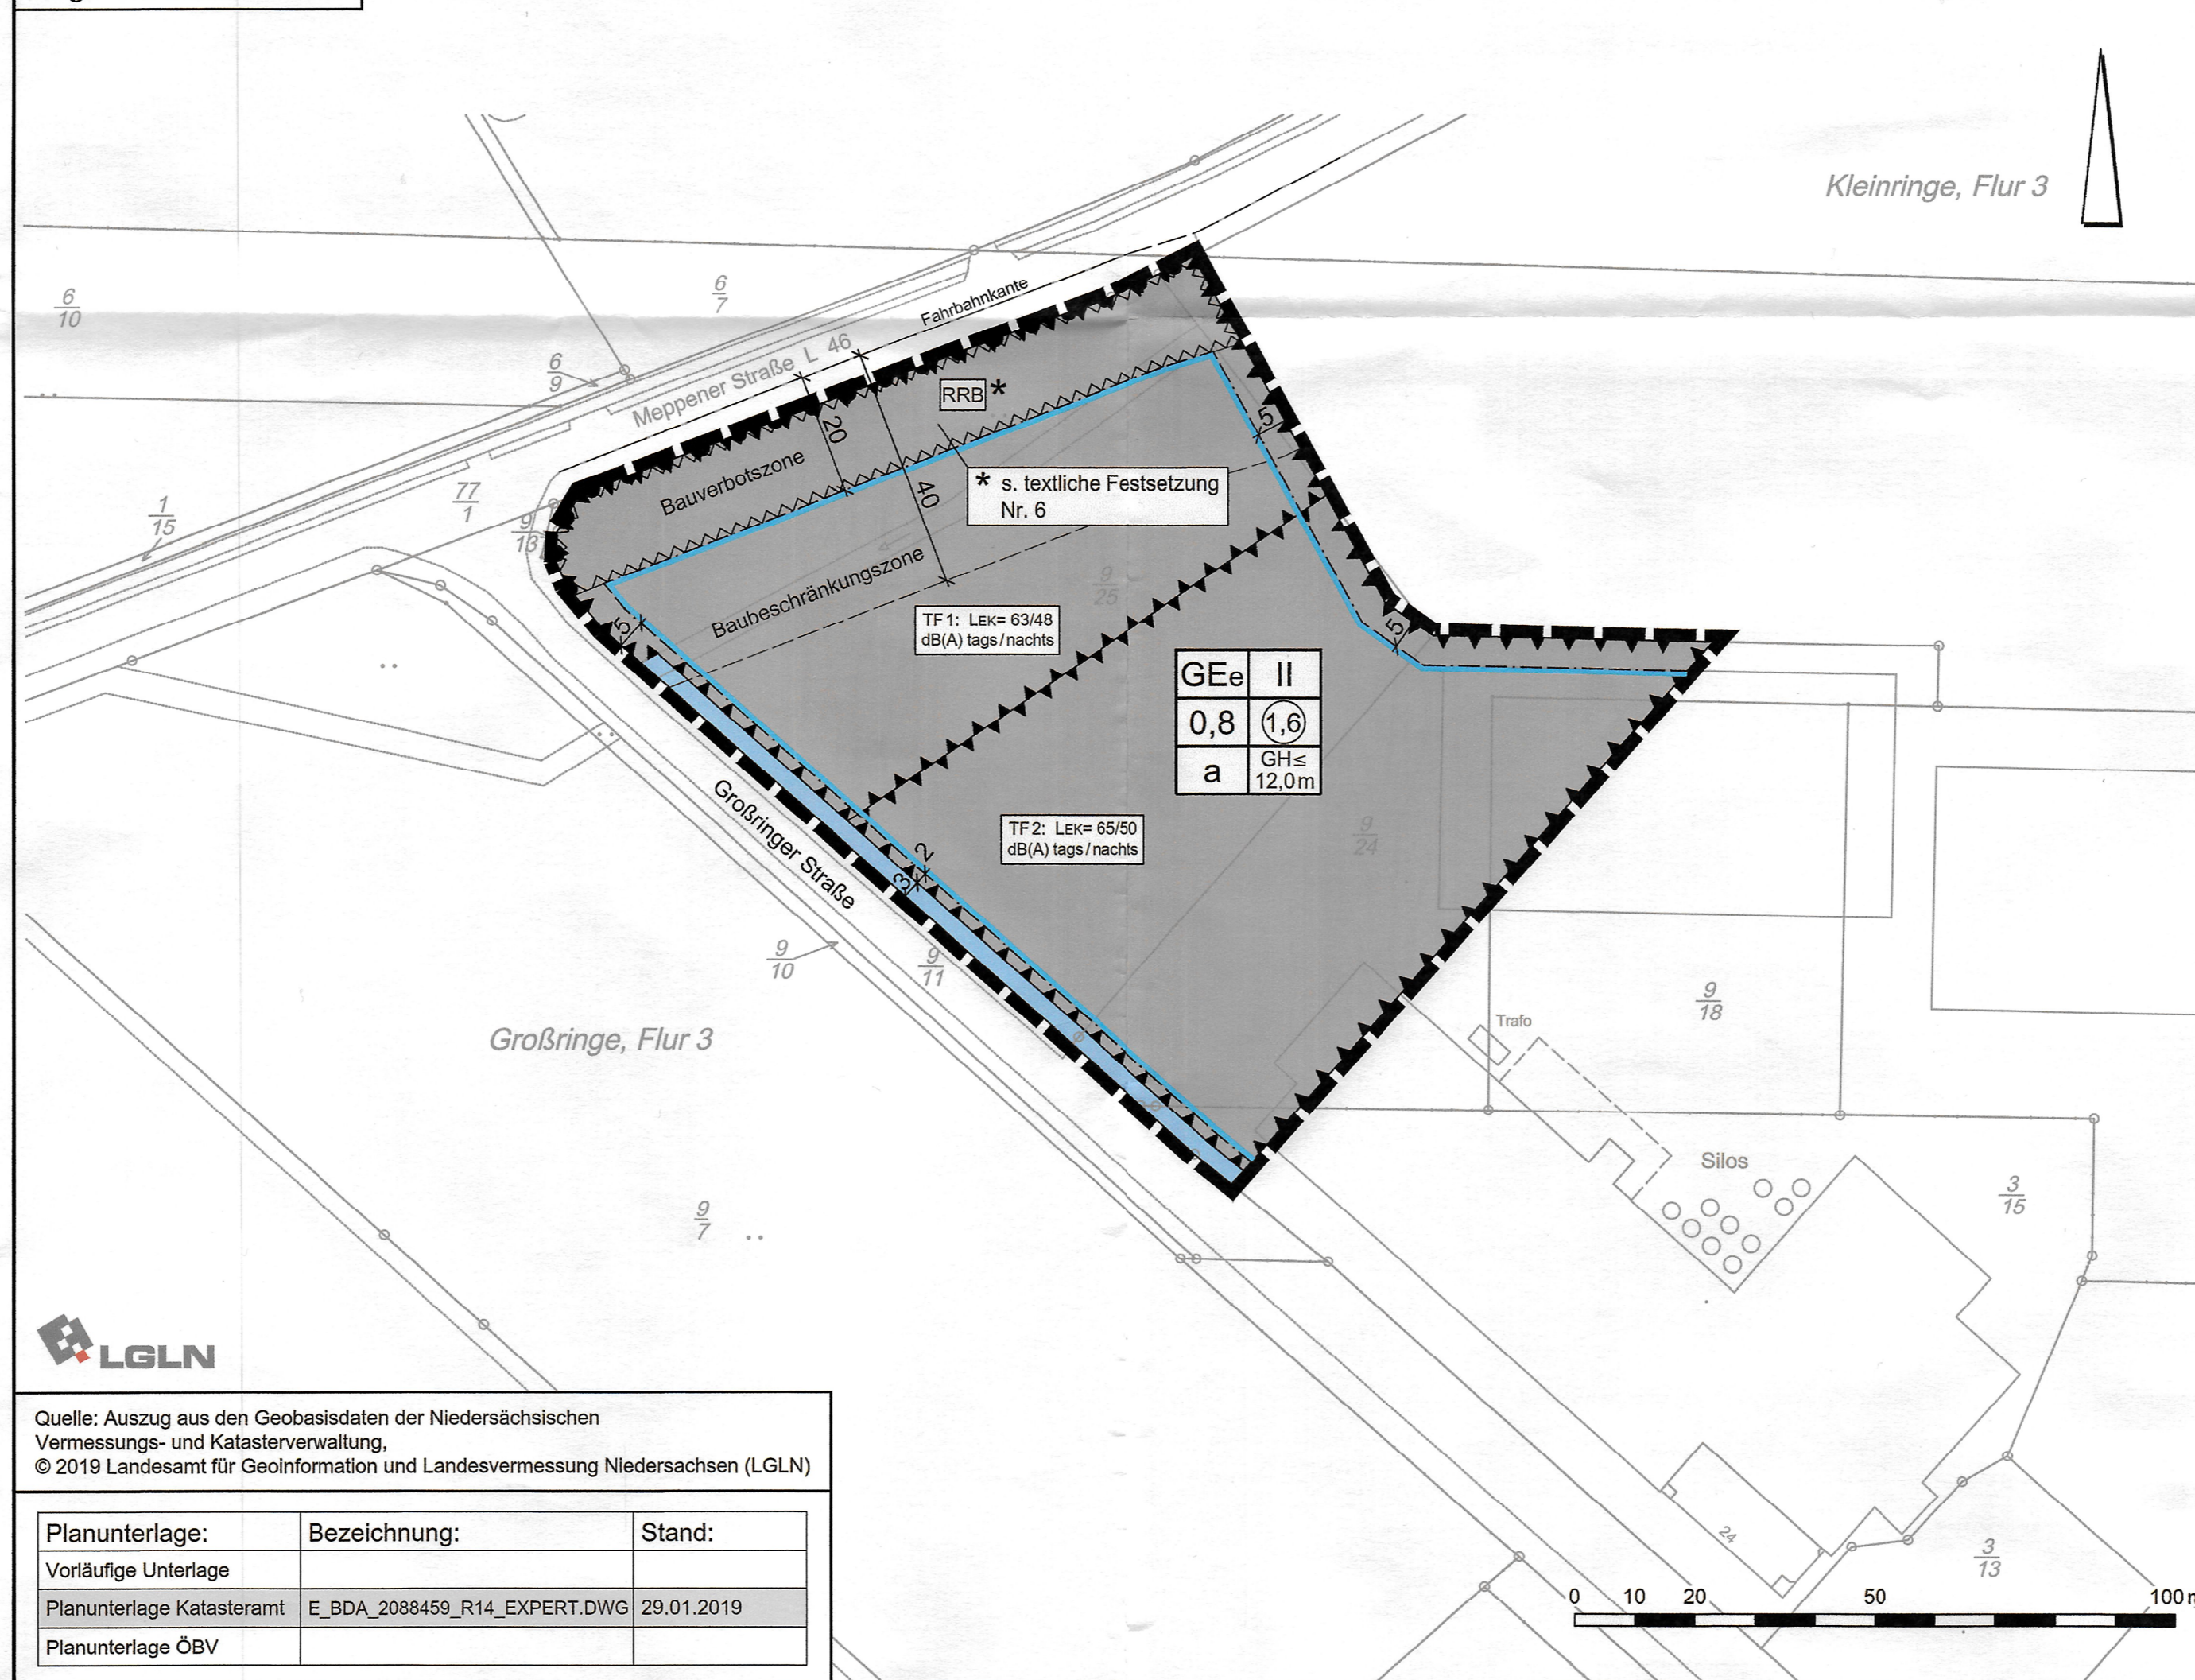 Kleinringe, Flur 3
6
10
6
7
6
9
Fahrbahnkante
Meppener Straße L 46
RRB *
20
5
77
1
1
15
9
13
Bauverbotszone
40
* s. textliche Festsetzung
Nr. 6
Baubeschränkungszone
9
25
5
5
TF 1: LEK= 63/48
dB(A) tags/nachts
GEe II
0,8 1,6
a GH≤
12,0 m
TF 2: LEK= 65/50
dB(A) tags/nachts
9
24
Großringer Straße
2
3
9
10
9
11
9
18
Trafo
Großringe, Flur 3
Silos
3
15
9
7
LGLN
Quelle: Auszug aus den Geobasisdaten der Niedersächsischen
Vermessungs- und Katasterverwaltung,
© 2019 Landesamt für Geoinformation und Landesvermessung Niedersachsen (LGLN)
Planunterlage: Bezeichnung: Stand:
Vorläufige Unterlage
Planunterlage Katasteramt E_BDA_2088459_R14_EXPERT.DWG 29.01.2019
Planunterlage ÖBV
24
3
13
0 10 20 50 100